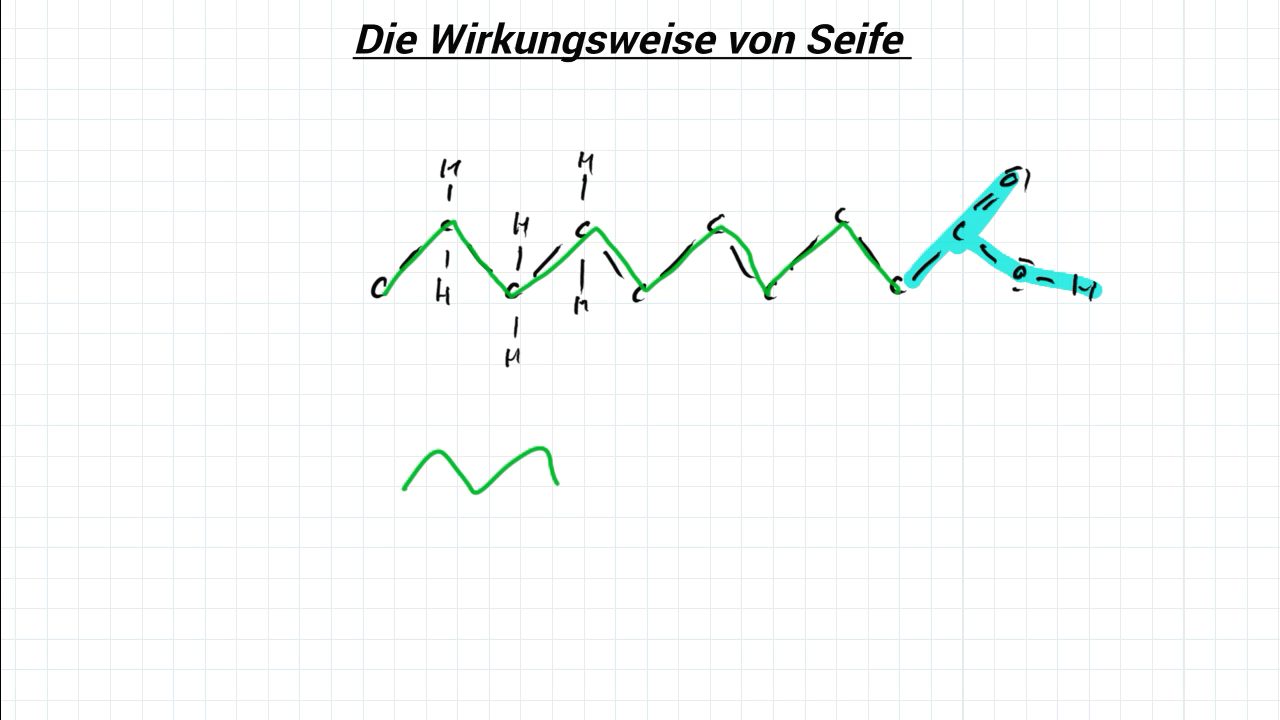 Die Wirkungsweise von Seife
H H
H C C C C O
C H C H C C C C O H
H